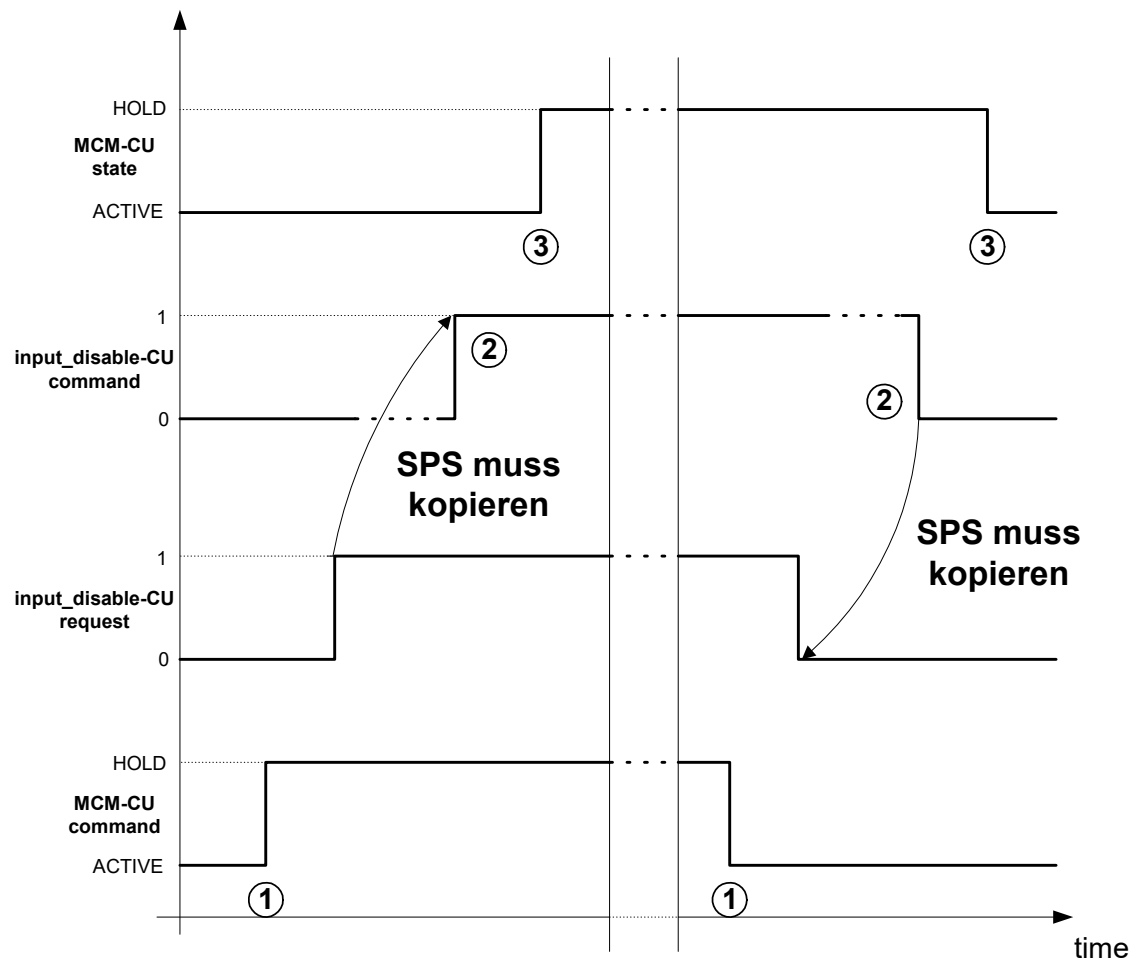 HOLD
MCM-CU
state
ACTIVE
3
3
1
input_disable-CU
command
0
2
2
SPS muss
kopieren
SPS muss
kopieren
1
input_disable-CU
request
0
HOLD
MCM-CU
command
ACTIVE
1
1
time